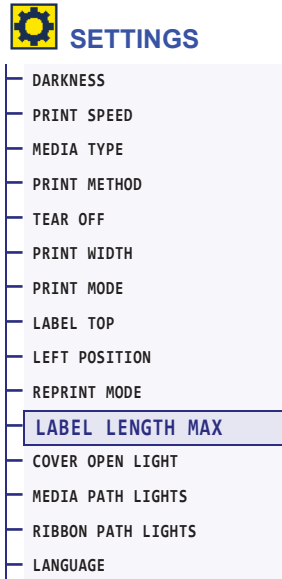 SETTINGS
DARKNESS
PRINT SPEED
MEDIA TYPE
PRINT METHOD
TEAR OFF
PRINT WIDTH
PRINT MODE
LABEL TOP
LEFT POSITION
REPRINT MODE
LABEL LENGTH MAX
COVER OPEN LIGHT
MEDIA PATH LIGHTS
RIBBON PATH LIGHTS
LANGUAGE